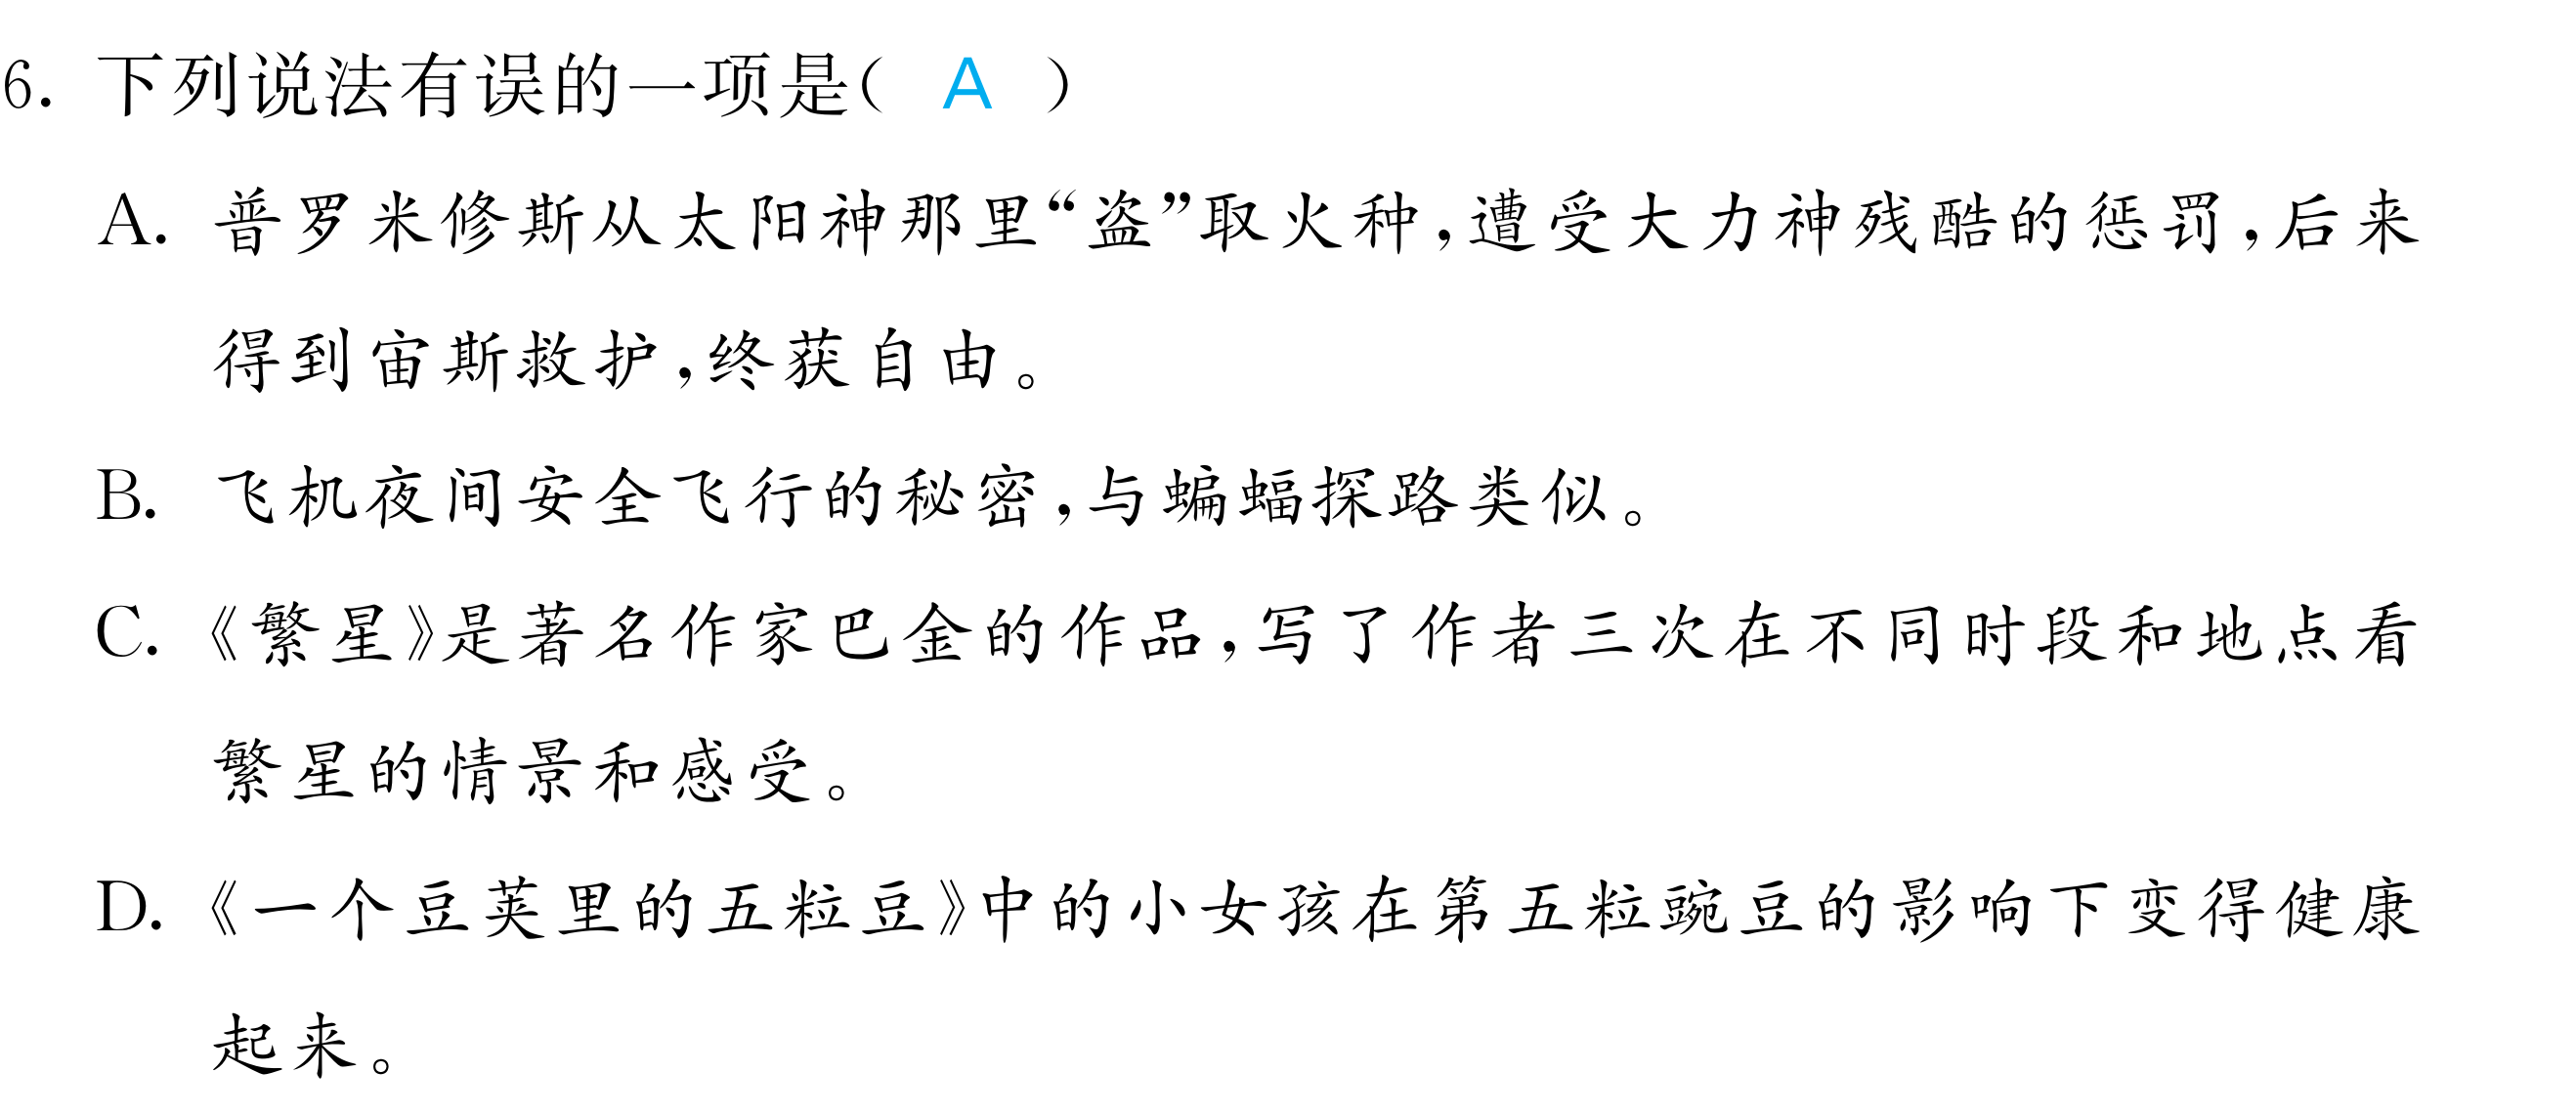 6. 下列说法有误的一项是( A )
A. 普罗米修斯从太阳神那里“盗”取火种,遭受大力神残酷的惩罚,后来
得到宙斯救护,终获自由。
B. 飞机夜间安全飞行的秘密,与蝙蝠探路类似。
C. 《繁星》是著名作家巴金的作品,写了作者三次在不同时段和地点看
繁星的情景和感受。
D. 《一个豆荚里的五粒豆》中的小女孩在第五粒豌豆的影响下变得健康
起来。